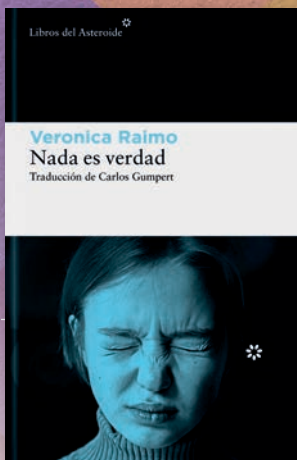 Libros del Asteroide
Veronica Raimo
Nada es verdad
Traducción de Carlos Gumpert